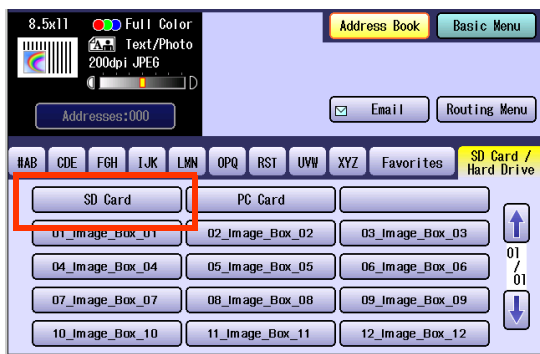 8.5x11 Full Color
Address Book Basic Menu
A Text/Photo
200dpi JPEG
D
Addresses:000
Email Routing Menu
#AB CDE FGH IJK LMN OPQ RST UVW XYZ Favorites SD Card /
Hard Drive
SD Card PC Card
01_Image_Box_01 02_Image_Box_02 03_Image_Box_03
04_Image_Box_04 05_Image_Box_05 06_Image_Box_06
07_Image_Box_07 08_Image_Box_08 09_Image_Box_09
10_Image_Box_10 11_Image_Box_11 12_Image_Box_12
01
/
01